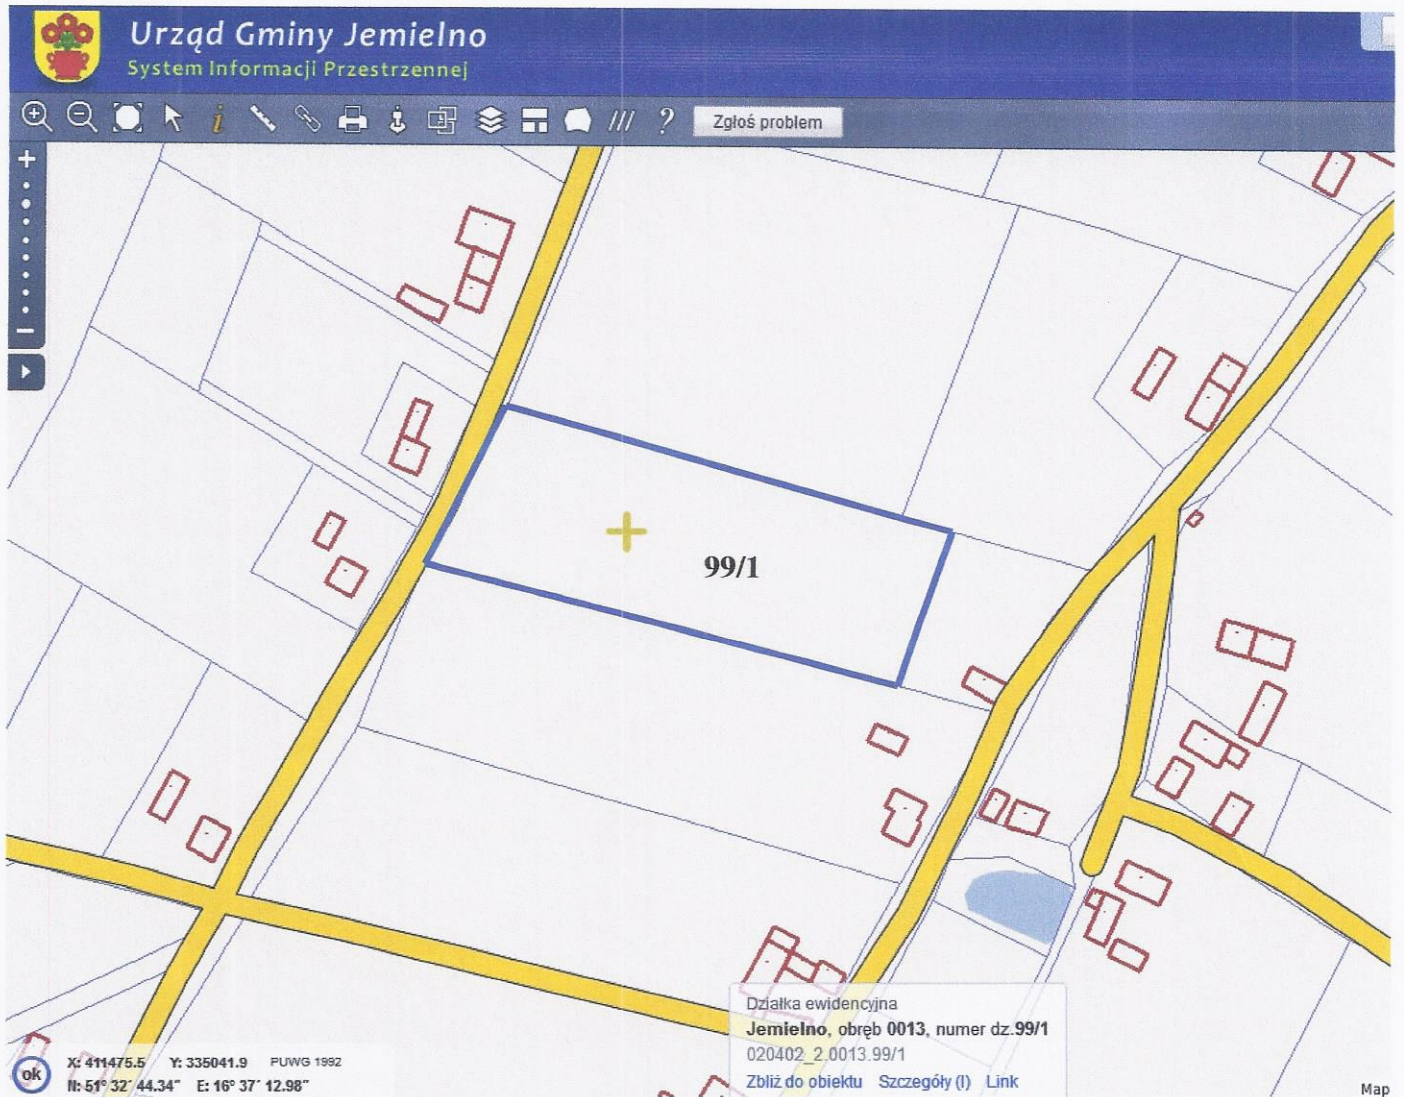 Urząd Gminy Jemielno
System Informacji Przestrzennej
Zgłoś problem
99/1
Działka ewidencyjna
Jemielno, obręb 0013, numer dz.99/1
020402_2.0013.99/1
Zbliż do obiektu Szczegóły (I) Link
ok
X: 411475.5 Y: 335041.9 PUWG 1992
N: 51° 32' 44.34" E: 16° 37' 12.98"
Map